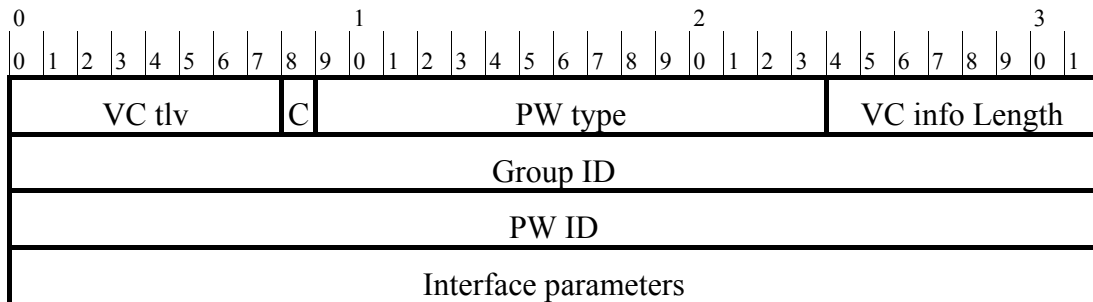 0 1 2 3
0 1 2 3 4 5 6 7 8 9 0 1 2 3 4 5 6 7 8 9 0 1 2 3 4 5 6 7 8 9 0 1
VC tlv C PW type VC info Length
Group ID
PW ID
Interface parameters